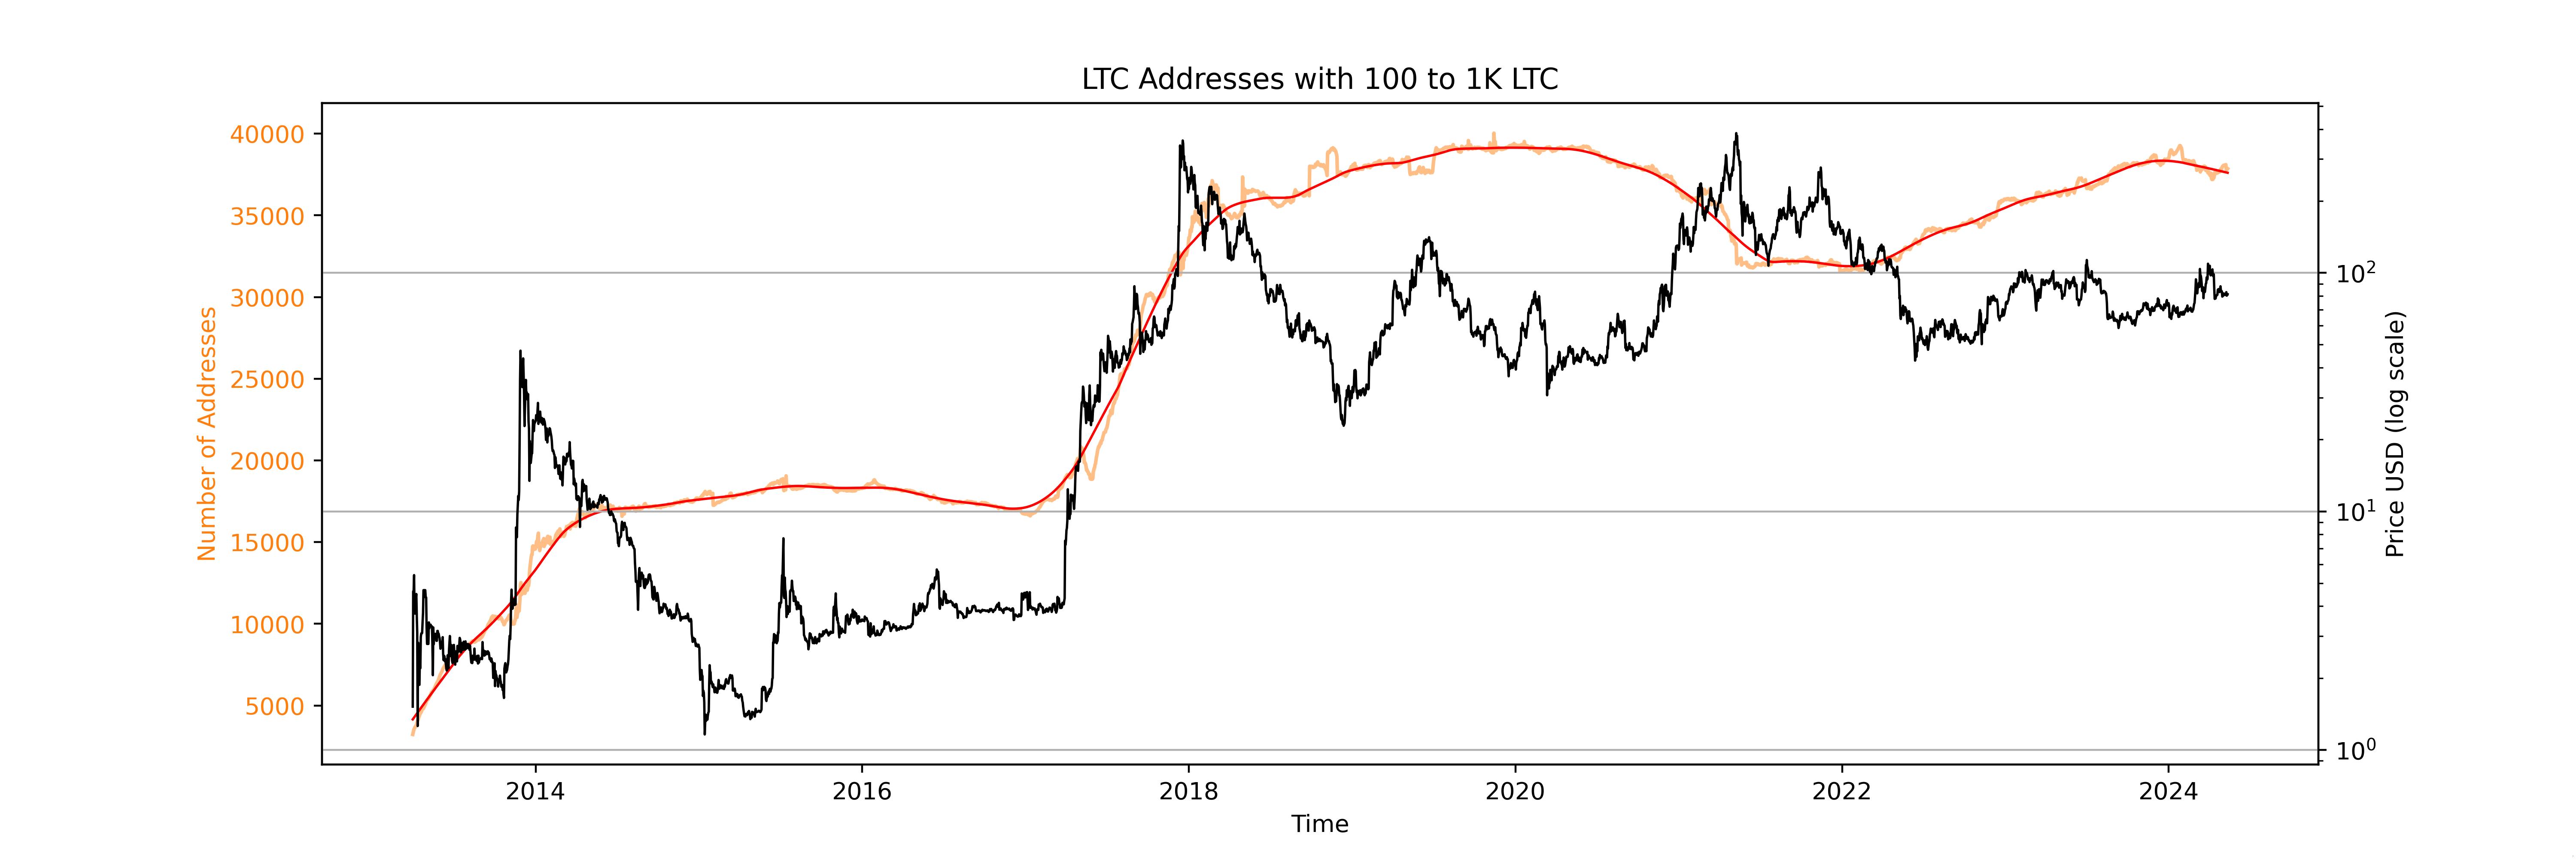 LTC Addresses with 100 to 1K LTC
40000
35000
30000
25000
20000
15000
10000
5000
Number of Addresses
10²
10¹
10⁰
Price USD (log scale)
2014 2016 2018 2020 2022 2024
Time